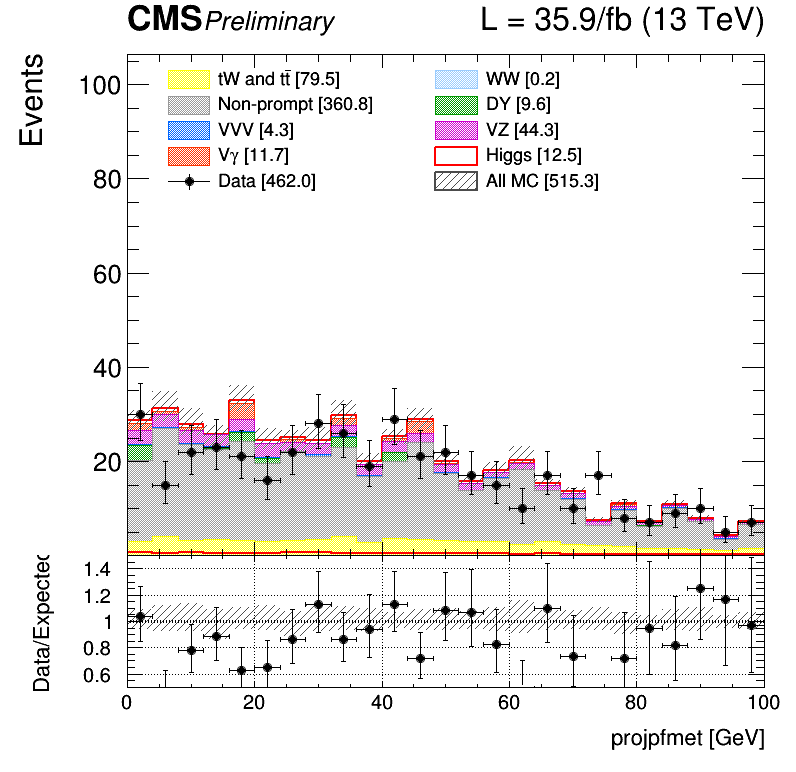 CMS Preliminary L = 35.9/fb (13 TeV)
Events
100
80
60
40
20
tW and tt̄ [79.5]
Non-prompt [360.8]
VVV [4.3]
Vγ [11.7]
Data [462.0]
WW [0.2]
DY [9.6]
VZ [44.3]
Higgs [12.5]
All MC [515.3]
Data/Expected
1.4
1.2
1
0.8
0.6
0 20 40 60 80 100
projpfmet [GeV]